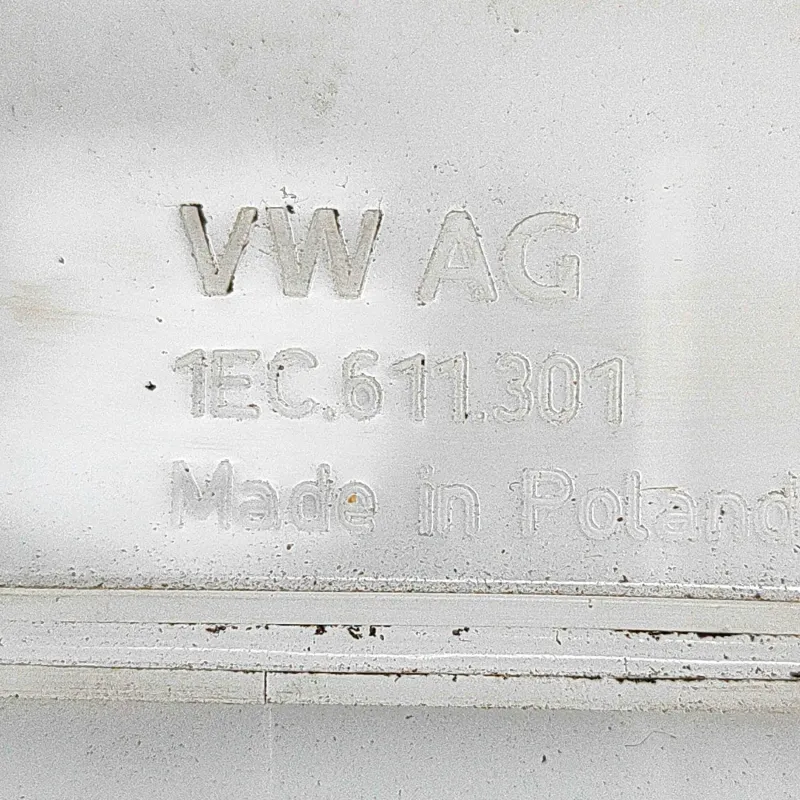 VW AG
1EC.611.301
Made in Poland